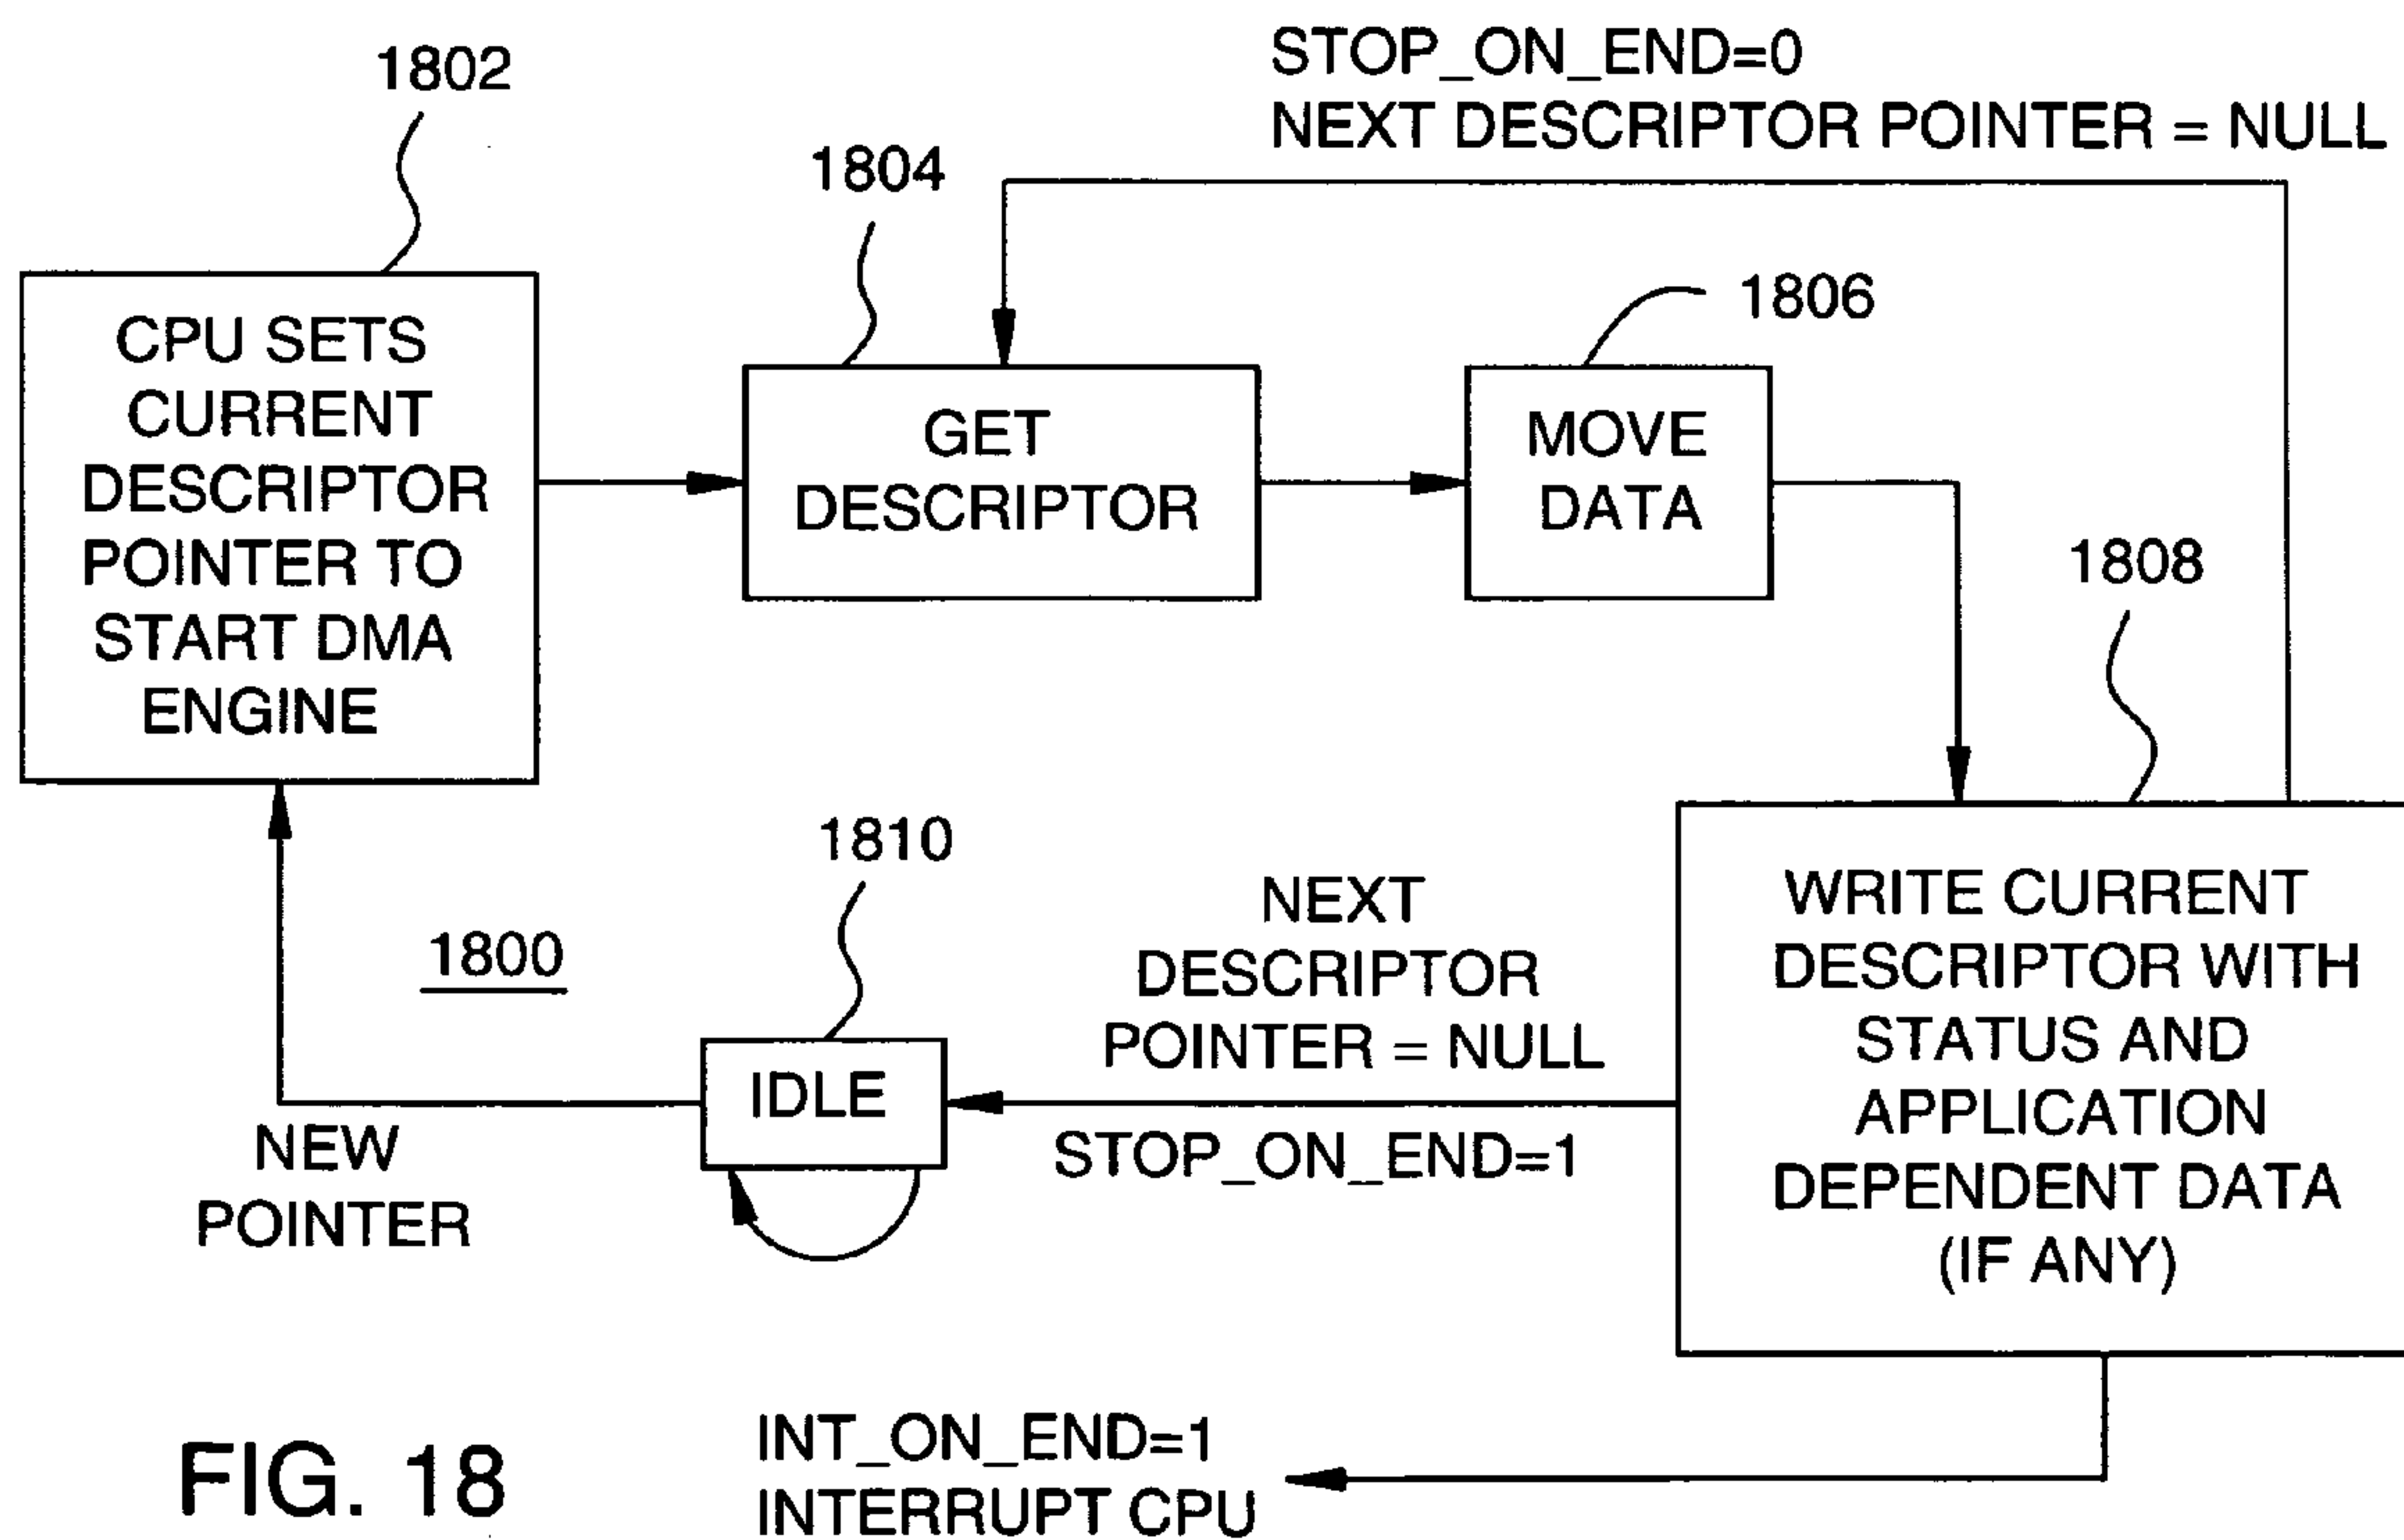 1802
CPU SETS
CURRENT
DESCRIPTOR
POINTER TO
START DMA
ENGINE
1804
GET
DESCRIPTOR
STOP_ON_END=0
NEXT DESCRIPTOR POINTER = NULL
1806
MOVE
DATA
1808
WRITE CURRENT
DESCRIPTOR WITH
STATUS AND
APPLICATION
DEPENDENT DATA
(IF ANY)
NEXT
DESCRIPTOR
POINTER = NULL
STOP_ON_END=1
1810
IDLE
1800
NEW
POINTER
INT_ON_END=1
INTERRUPT CPU
FIG. 18